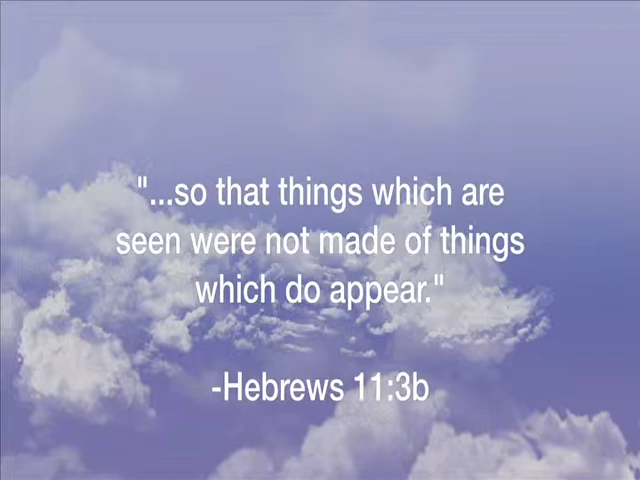 "...so that things which are
seen were not made of things
which do appear."
-Hebrews 11:3b